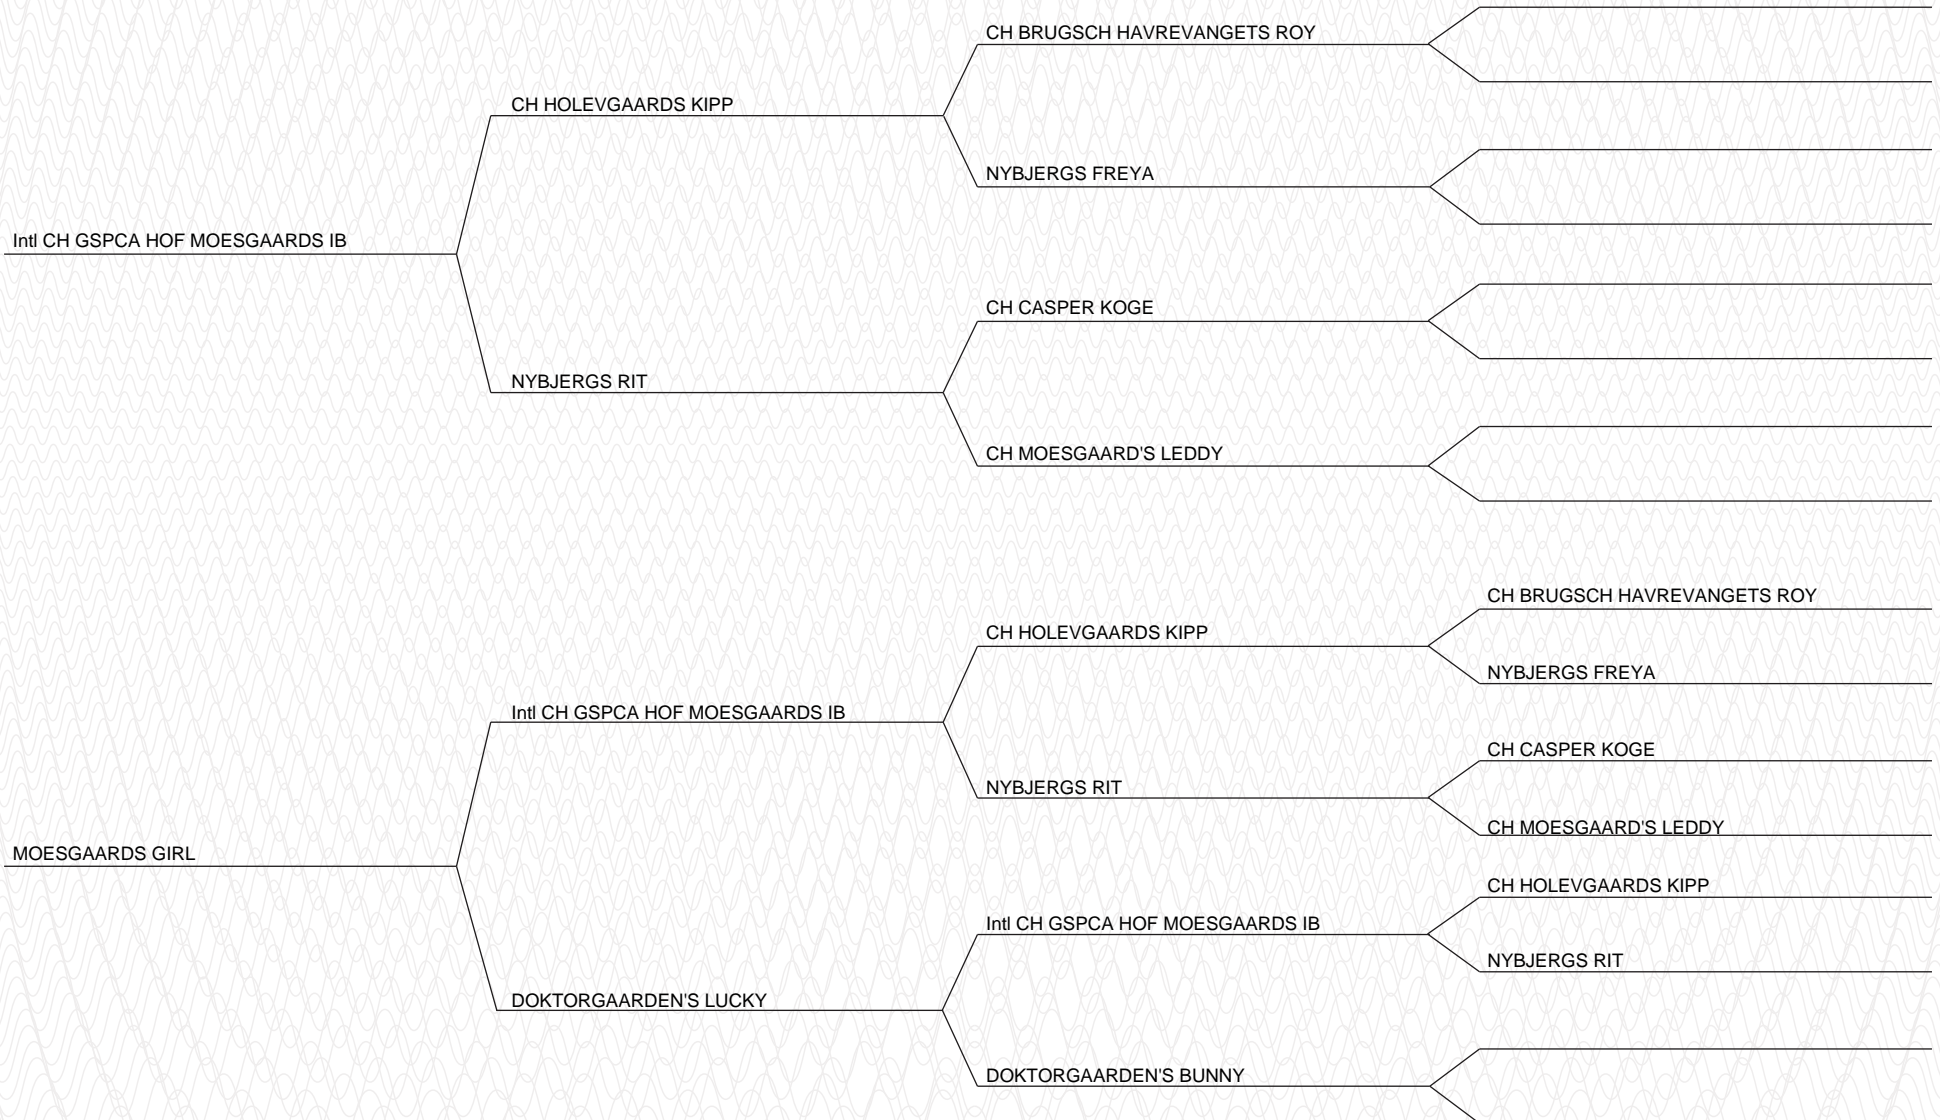 CH BRUGSCH HAVREVANGETS ROY
CH HOLEVGAARDS KIPP
NYBJERGS FREYA
Intl CH GSPCA HOF MOESGAARDS IB
CH CASPER KOGE
NYBJERGS RIT
CH MOESGAARD'S LEDDY
CH BRUGSCH HAVREVANGETS ROY
CH HOLEVGAARDS KIPP
NYBJERGS FREYA
Intl CH GSPCA HOF MOESGAARDS IB
CH CASPER KOGE
NYBJERGS RIT
CH MOESGAARD'S LEDDY
MOESGAARDS GIRL
CH HOLEVGAARDS KIPP
Intl CH GSPCA HOF MOESGAARDS IB
NYBJERGS RIT
DOKTORGAARDEN'S LUCKY
DOKTORGAARDEN'S BUNNY